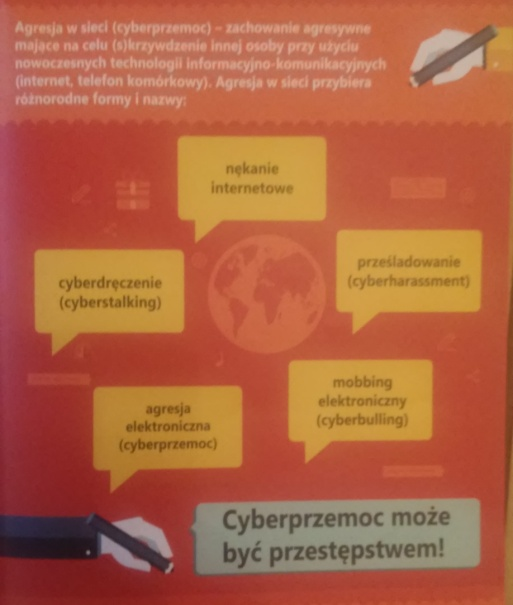 Agresja w sieci (cyberprzemoc) – zachowanie agresywne
mające na celu (s)krzywdzenie innej osoby przy użyciu
nowoczesnych technologii informacyjno-komunikacyjnych
(internet, telefon komórkowy). Agresja w sieci przybiera
różnorodne formy i nazwy:
nękanie
internetowe
prześladowanie
(cyberharassment)
cyberdręczenie
(cyberstalking)
mobbing
elektroniczny
(cyberbulling)
agresja
elektroniczna
(cyberprzemoc)
Cyberprzemoc może
być przestępstwem!